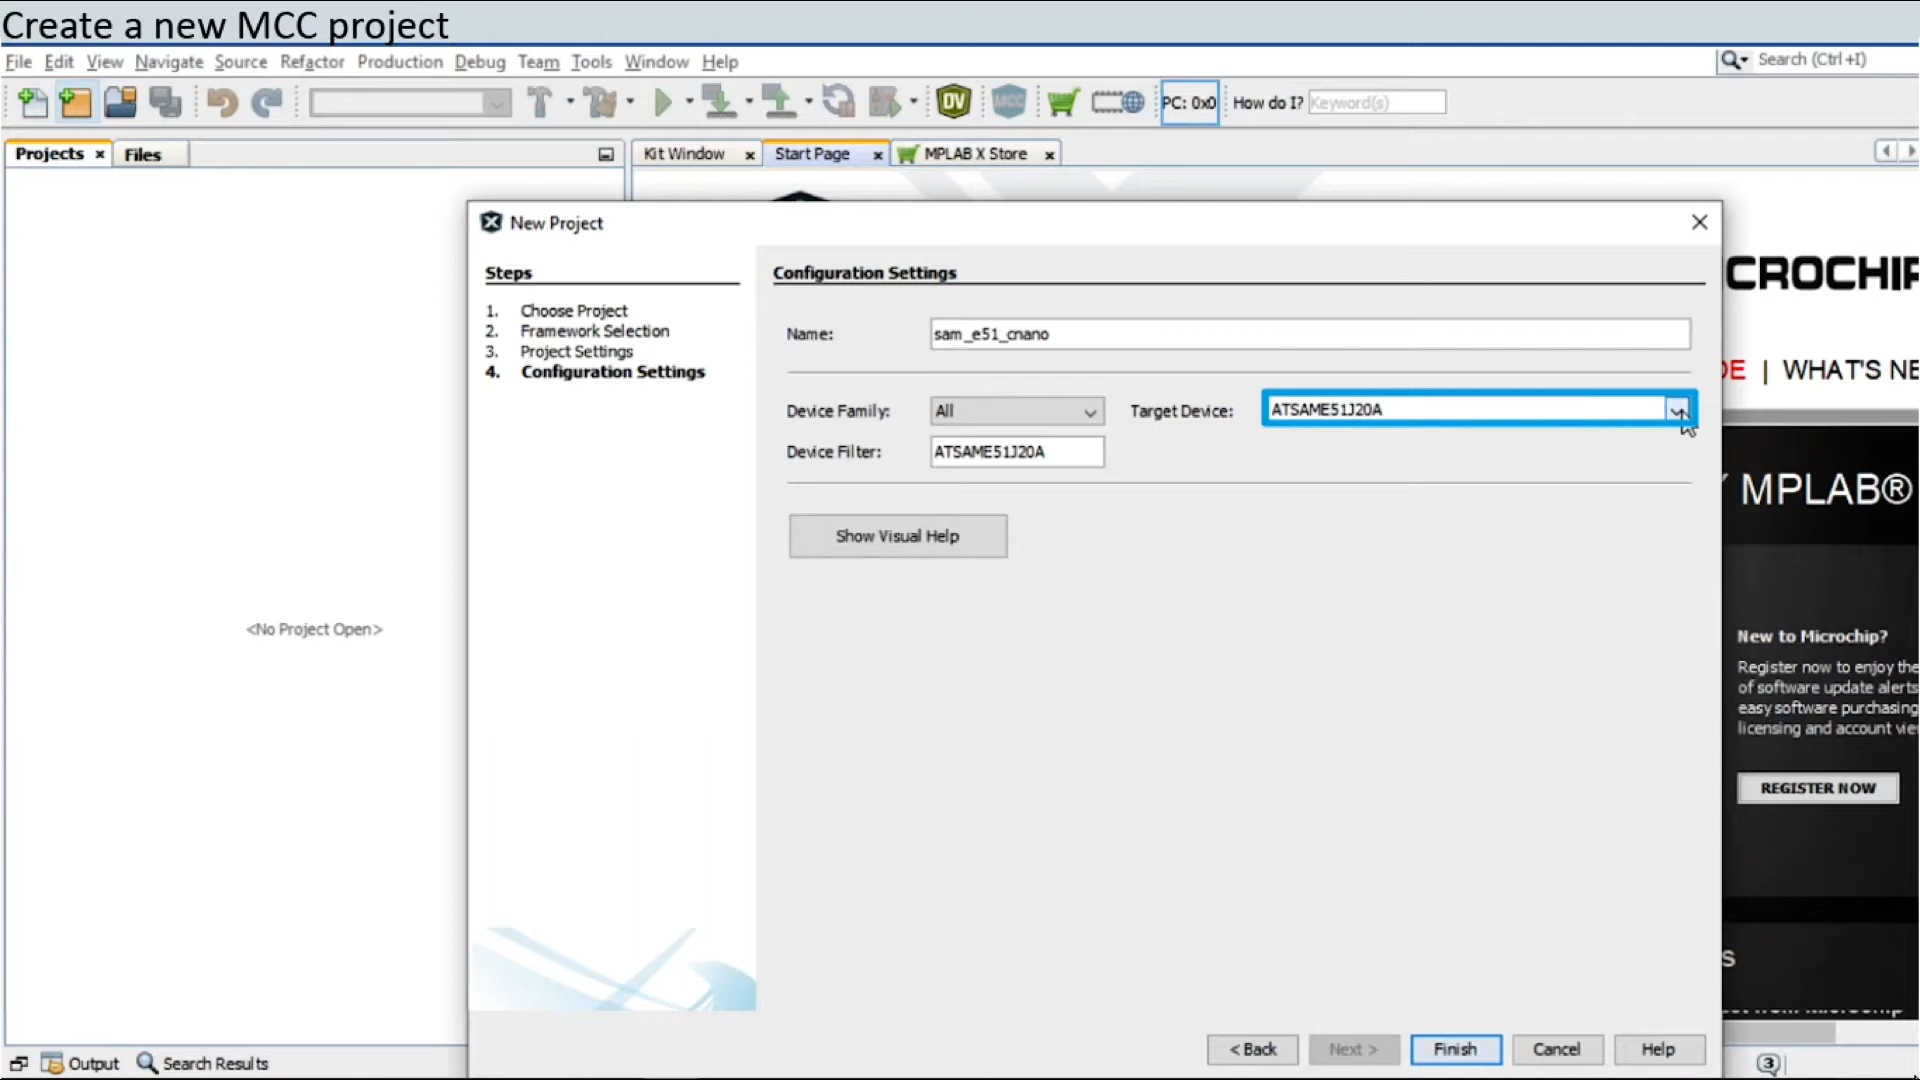 Create a new MCC project
File Edit View Navigate Source Refactor Production Debug Team Tools Window Help
Search (Ctrl+I)
DV MCC PC: 0x0 How do I? Keyword(s)
Projects Files Kit Window Start Page MPLAB X Store
New Project
Steps
1. Choose Project
2. Framework Selection
3. Project Settings
4. Configuration Settings
Configuration Settings
Name: sam_e51_cnano
Device Family: All Target Device: ATSAME51J20A
Device Filter: ATSAME51J20A
Show Visual Help
<No Project Open>
CROCHIP
DE | WHAT'S NE
MPLAB®
New to Microchip?
Register now to enjoy the
of software update alerts
easy software purchasing
licensing and account vie
REGISTER NOW
S
< Back Next > Finish Cancel Help
Output Search Results 3